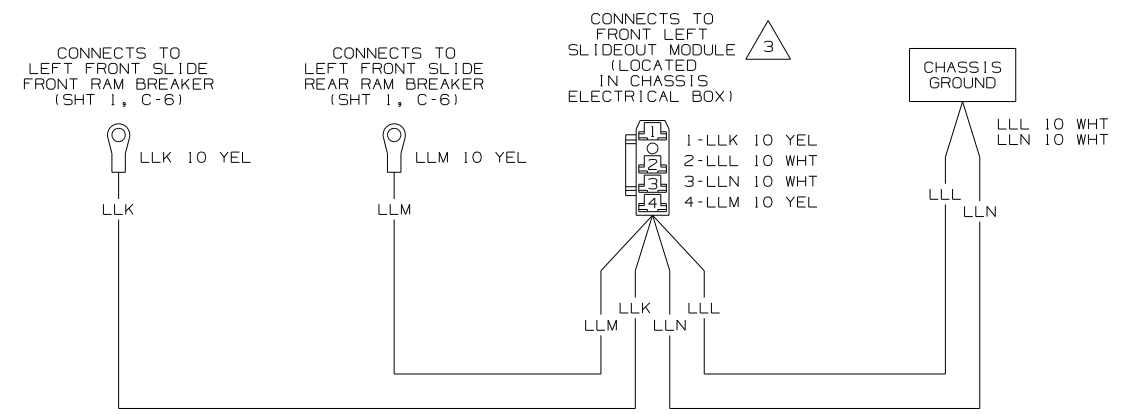 CONNECTS TO
LEFT FRONT SLIDE
FRONT RAM BREAKER
(SHT 1, C-6)
LLK 10 YEL
LLK
CONNECTS TO
LEFT FRONT SLIDE
REAR RAM BREAKER
(SHT 1, C-6)
LLM 10 YEL
LLM
CONNECTS TO
FRONT LEFT
SLIDEOUT MODULE
(LOCATED
IN CHASSIS
ELECTRICAL BOX)
3
1
2
3
4
1-LLK 10 YEL
2-LLL 10 WHT
3-LLN 10 WHT
4-LLM 10 YEL
LLM
LLK
LLN
LLL
CHASSIS
GROUND
LLL 10 WHT
LLN 10 WHT
LLL
LLN